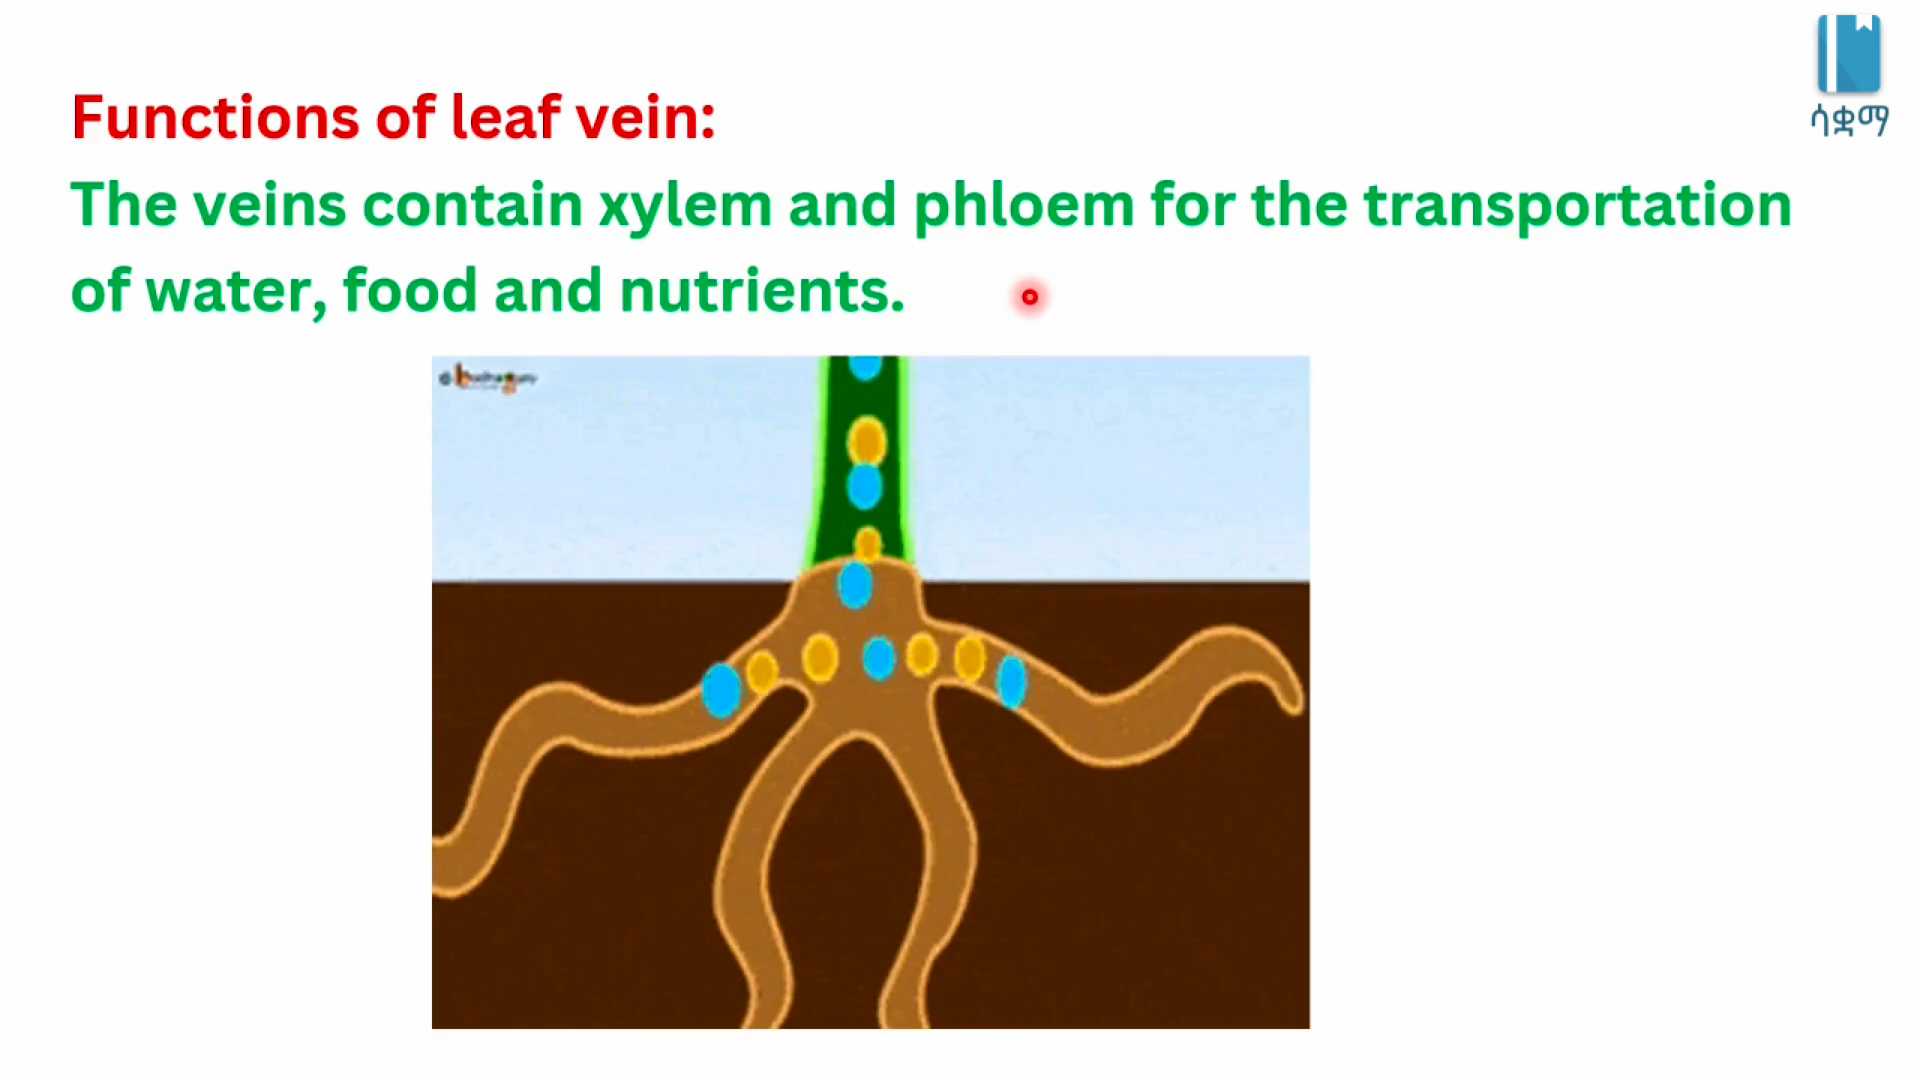 Functions of leaf vein:
ሳቋማ
The veins contain xylem and phloem for the transportation
of water, food and nutrients.